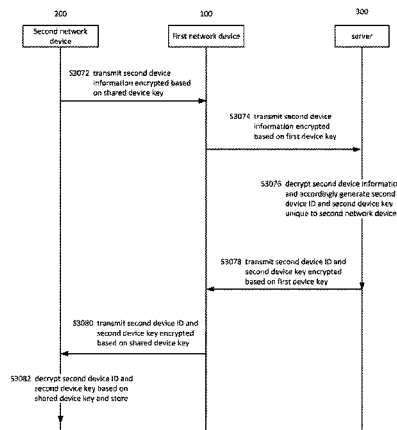 200
100
300
Second network
device
First network device
server
S3072 transmit second device
information encrypted based
on shared device key
S3074 transmit second device
information encrypted
based on first device key
S3076 decrypt second device information
and accordingly generate second
device ID and second device key
unique to second network device
S3078 transmit second device ID and
second device key encrypted
based on first device key
S3080 transmit second device ID and
second device key encrypted
based on shared device key
S3082 decrypt second device ID and
second device key based on
shared device key and store